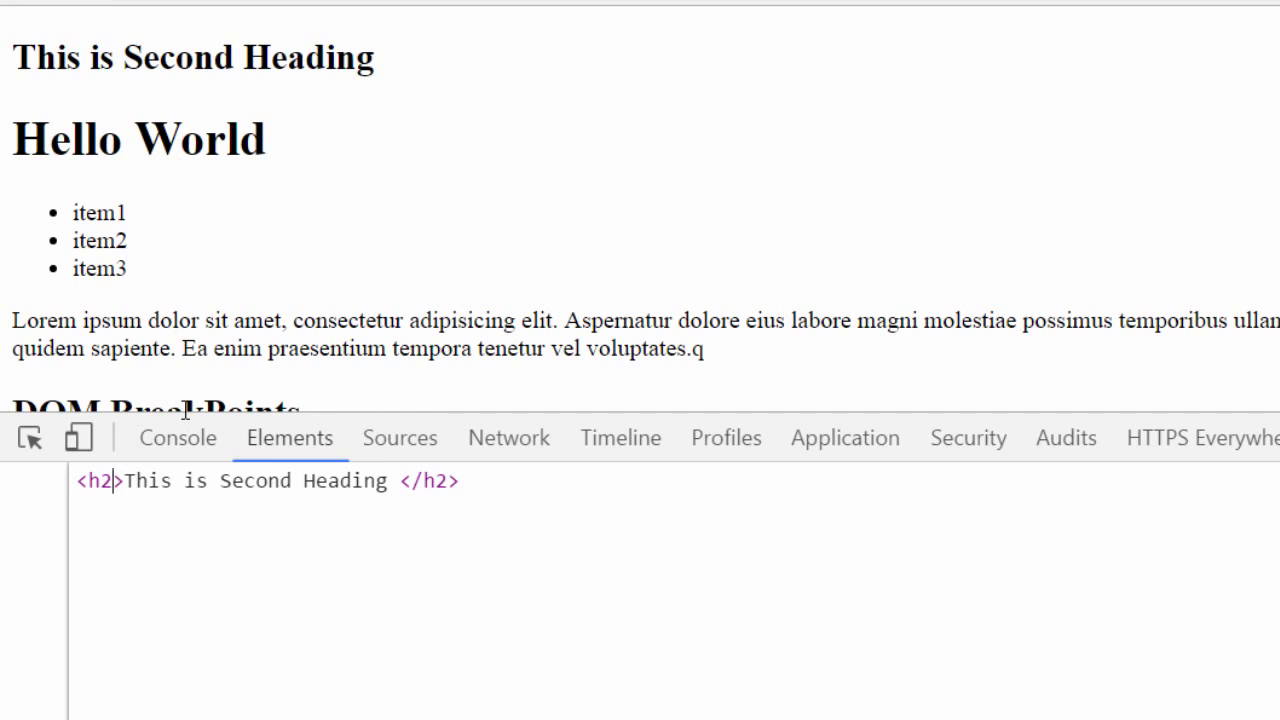 This is Second Heading
Hello World
item1
item2
item3
Lorem ipsum dolor sit amet, consectetur adipisicing elit. Aspernatur dolore eius labore magni molestiae possimus temporibus
quidem sapiente. Ea enim praesentium tempora tenetur vel voluptates.q
DOM BreakPoints
Console Elements Sources Network Timeline Profiles Application Security Audits HTTPS
<h2>This is Second Heading </h2>